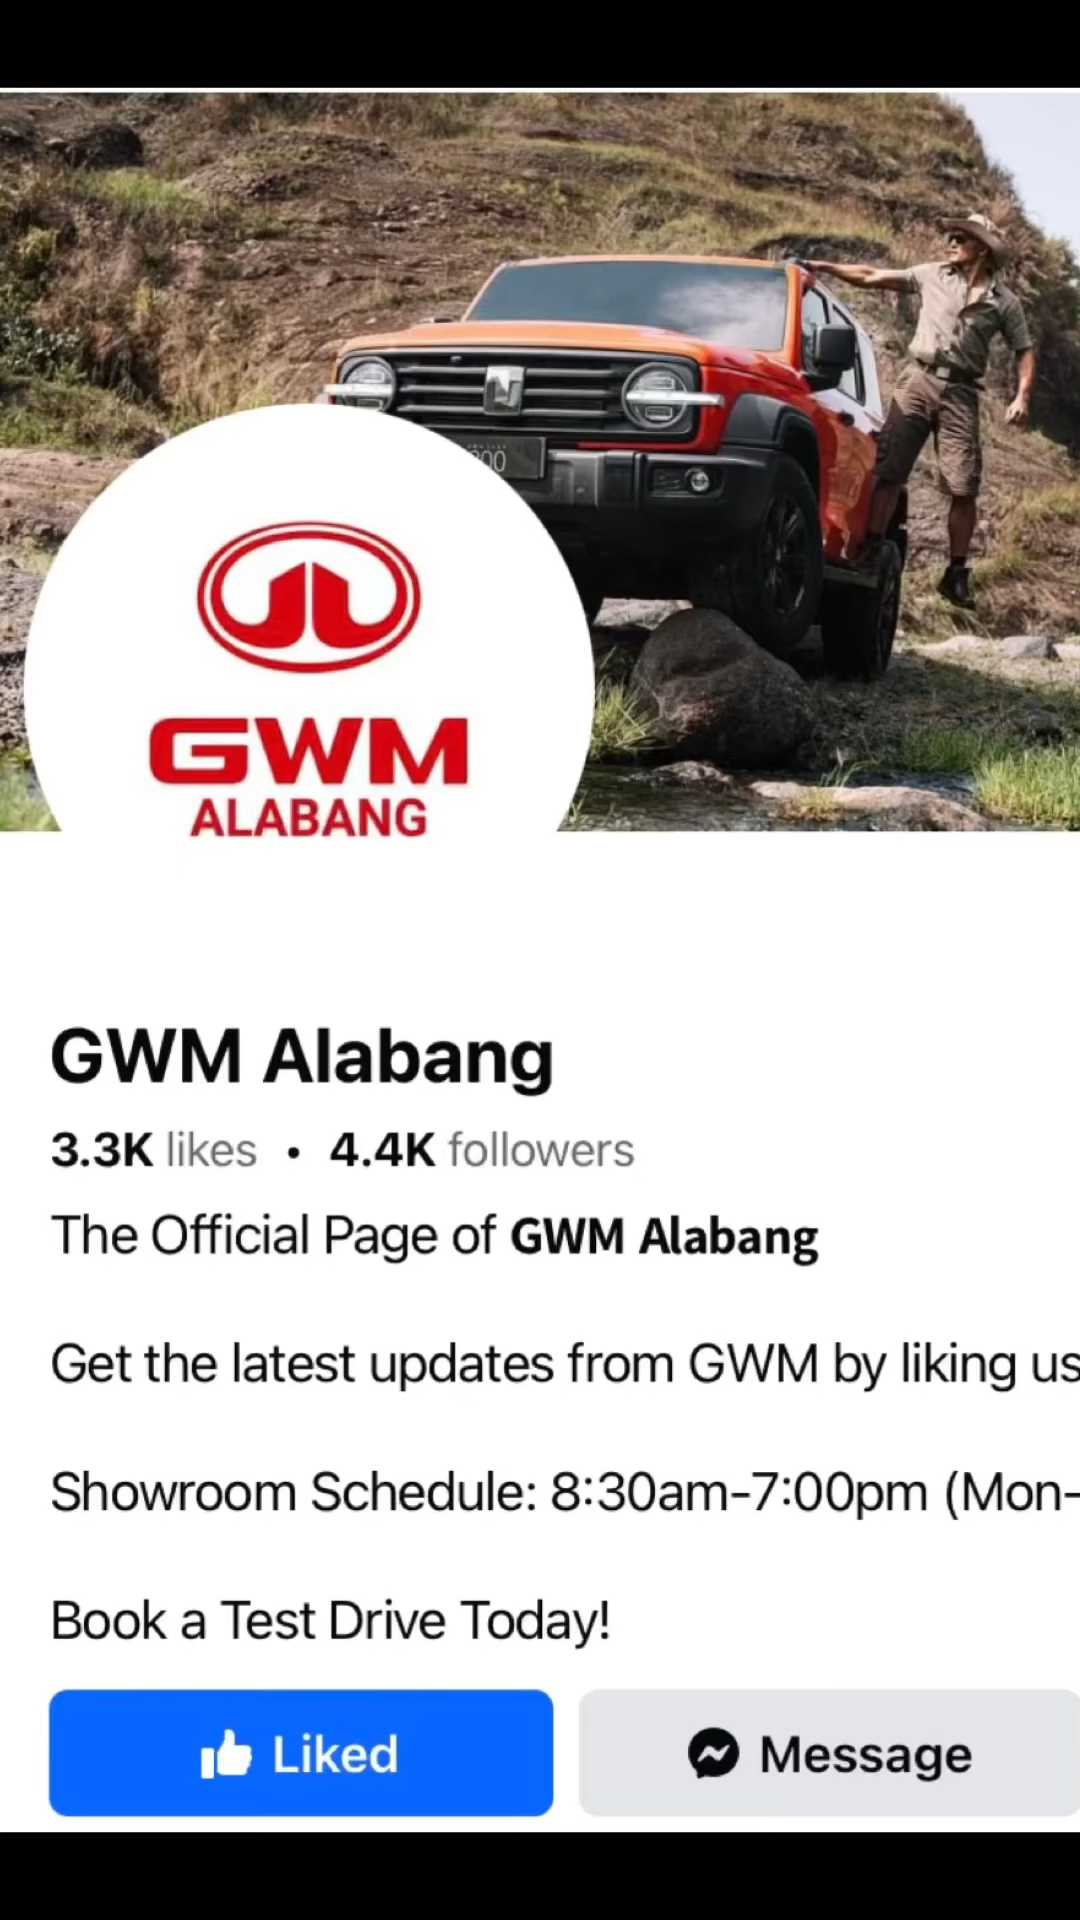 300
GWM
ALABANG
GWM Alabang
3.3K likes • 4.4K followers
The Official Page of GWM Alabang
Get the latest updates from GWM by liking us
Showroom Schedule: 8:30am-7:00pm (Mon-
Book a Test Drive Today!
Liked
Message